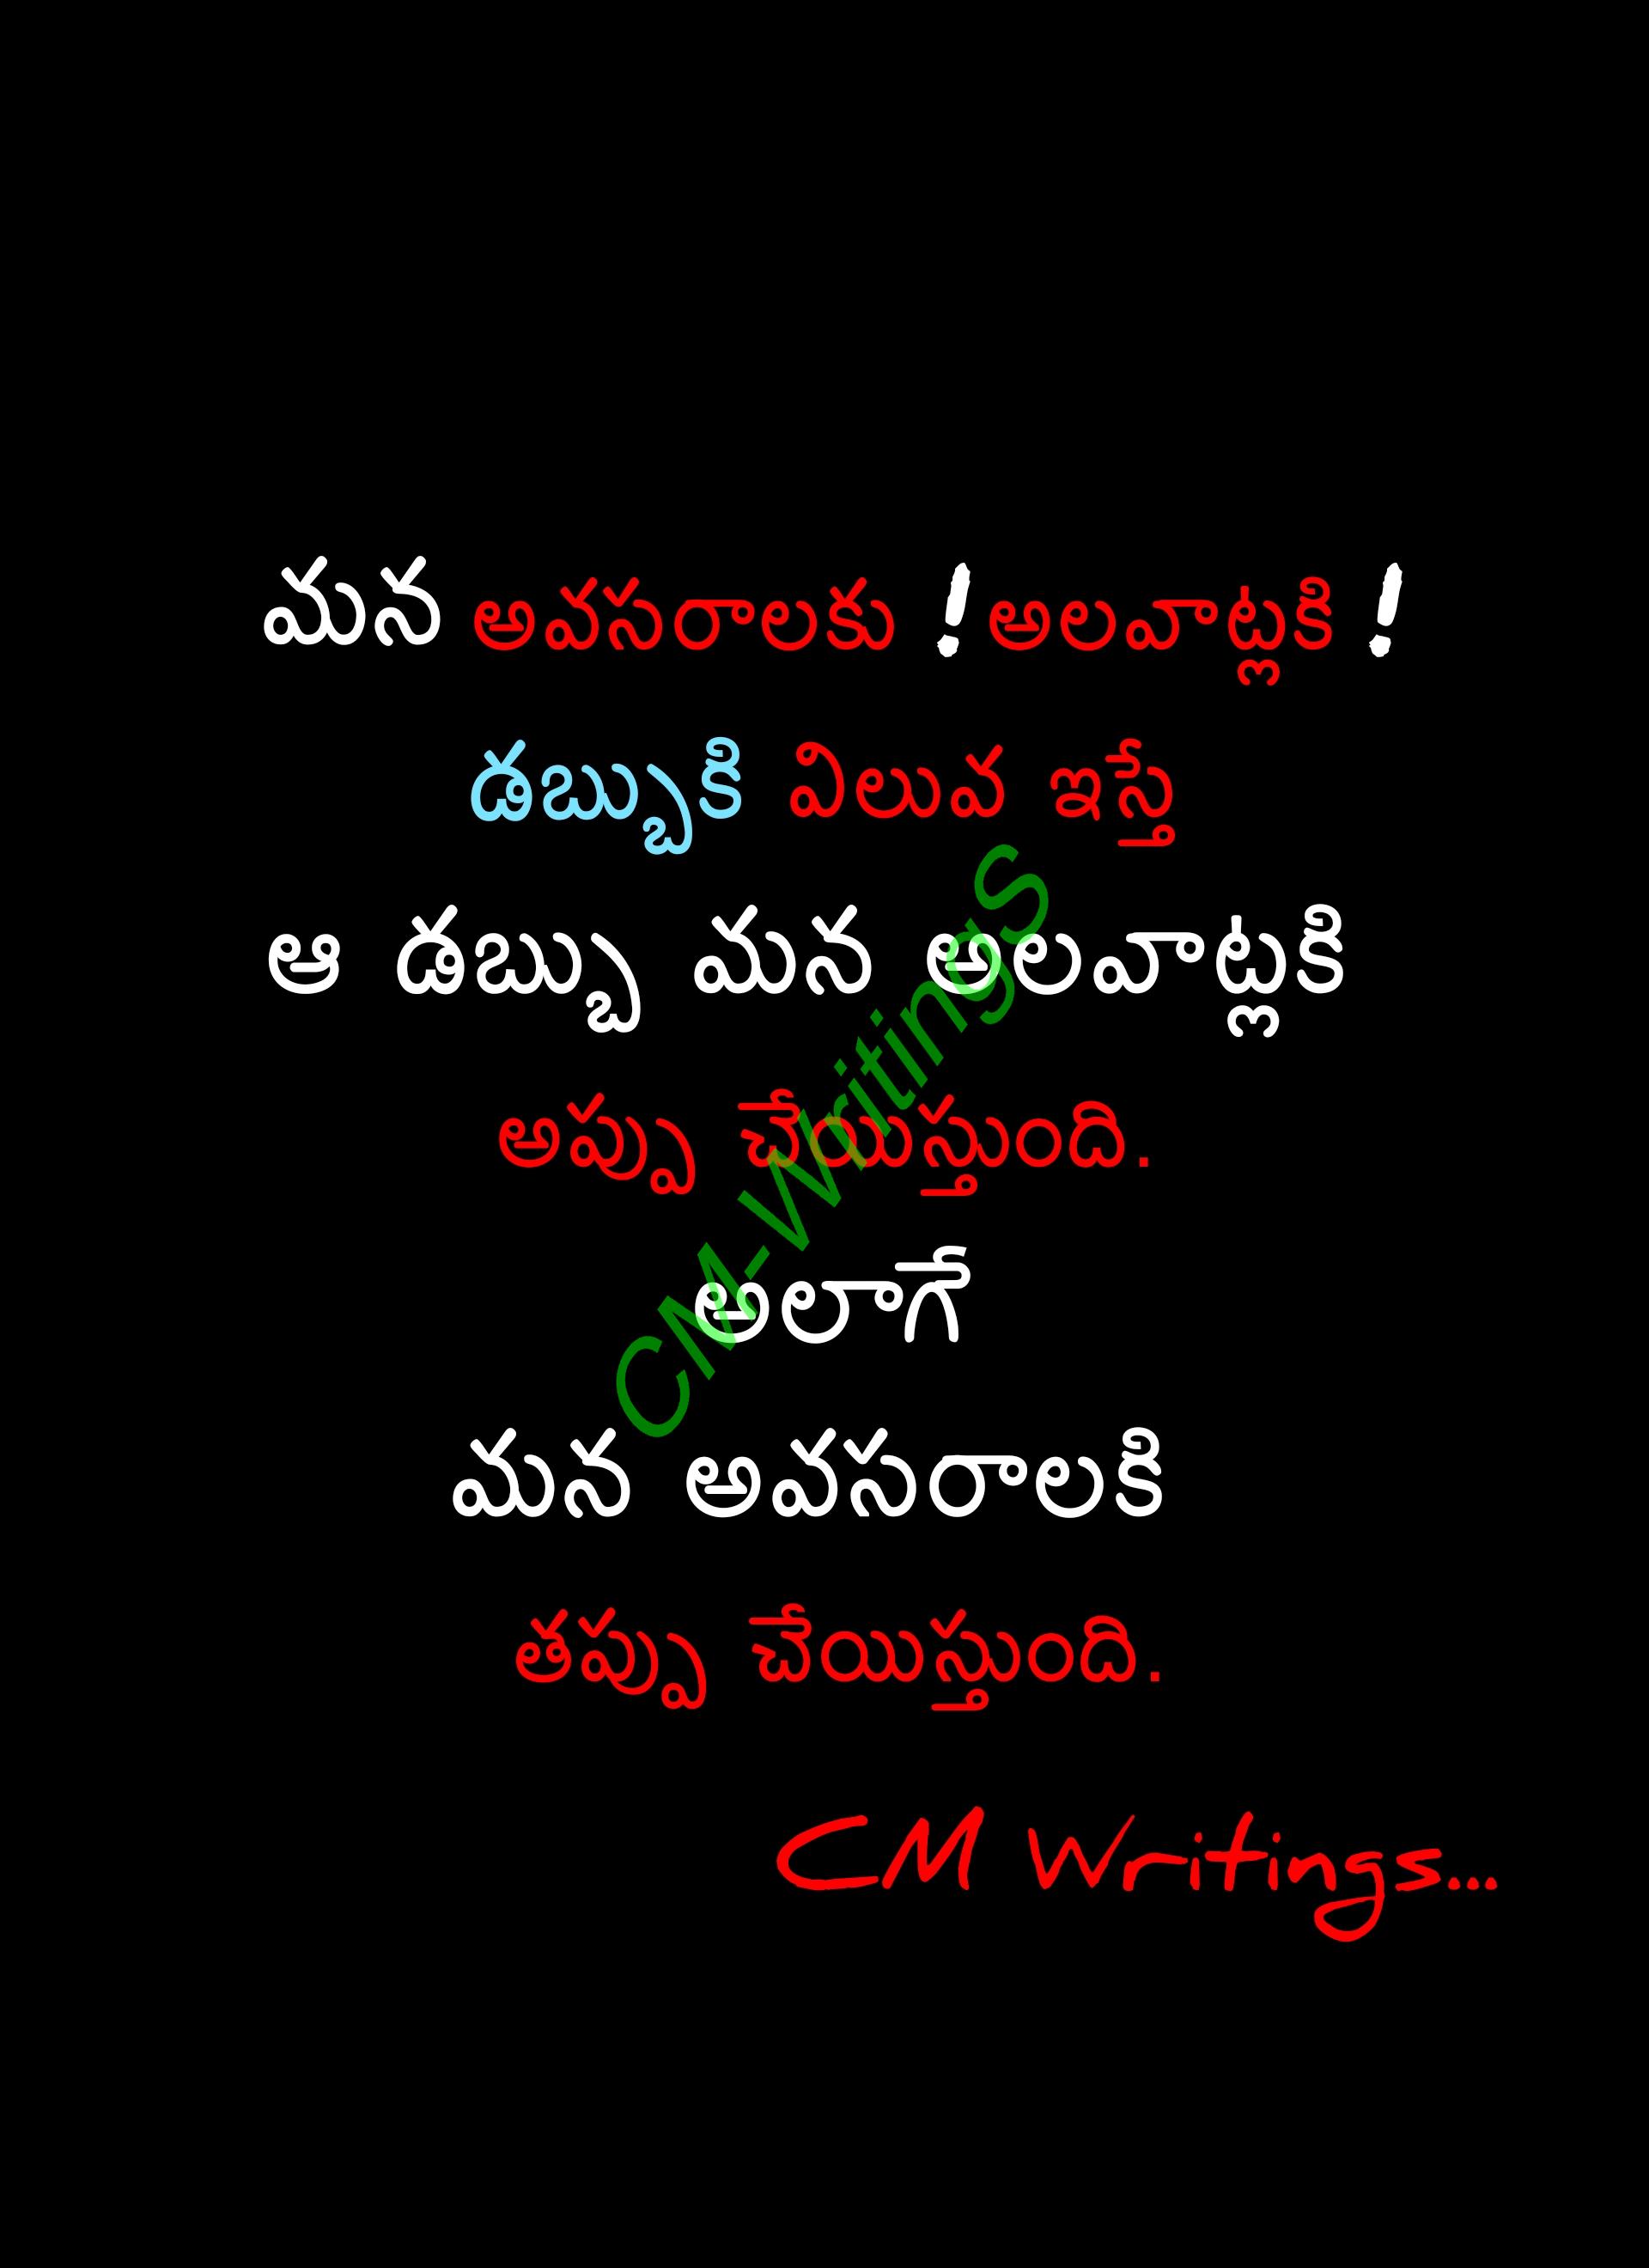 మన అవసరాలకు ! అలవాట్లకి !
డబ్బుకి విలువ ఇస్తే
ఆ డబ్బు మన అలవాట్లకి
అప్పు చేయిస్తుంది.
అలాగే
మన అవసరాలకి
తప్పు చేయిస్తుంది.
CM Writings...
CM-Writings